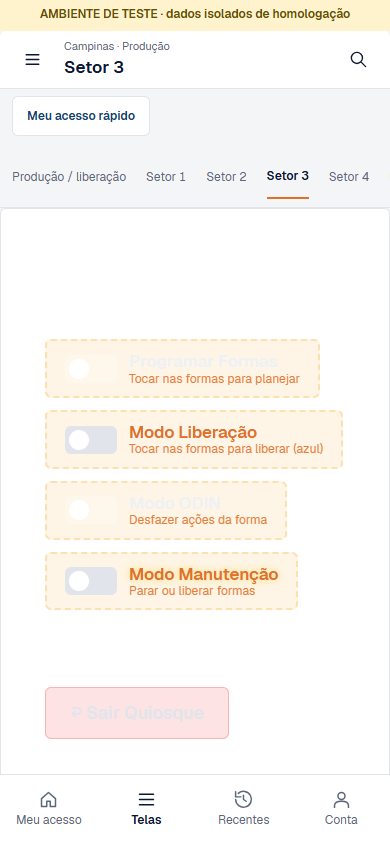 AMBIENTE DE TESTE · dados isolados de homologação
Campinas · Produção
Setor 3
Meu acesso rápido
Produção / liberação
Setor 1
Setor 2
Setor 3
Setor 4
Programar Formas
Tocar nas formas para planejar
Modo Liberação
Tocar nas formas para liberar (azul)
Modo ODIN
Desfazer ações da forma
Modo Manutenção
Parar ou liberar formas
Sair Quiosque
Meu acesso
Telas
Recentes
Conta